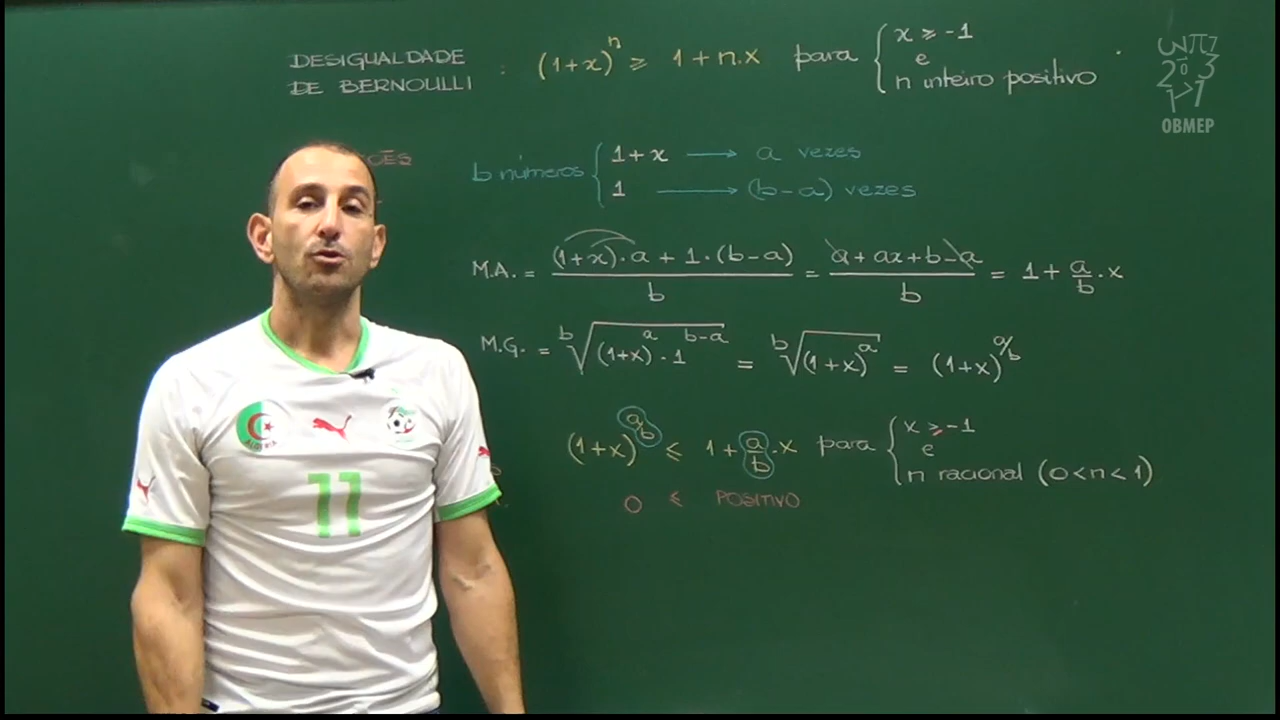 DESIGUALDADE DE BERNOULLI : (1+x)^n ≥ 1+n.x para { x ≥ -1 e n inteiro positivo
OBMEP
b números { 1+x → a vezes
1 → (b-a) vezes
M.A. = ((1+x)·a + 1·(b-a))/b = (a+ax+b-a)/b = 1+a/b·x
M.G. = ᵇ√((1+x)^a · 1^(b-a)) = ᵇ√((1+x)^a) = (1+x)^(a/b)
(1+x)^(a/b) ≤ 1+a/b·x para { x ≥ -1 e n racional (0<n<1)
0 ≤ POSITIVO
ALGERIA
11